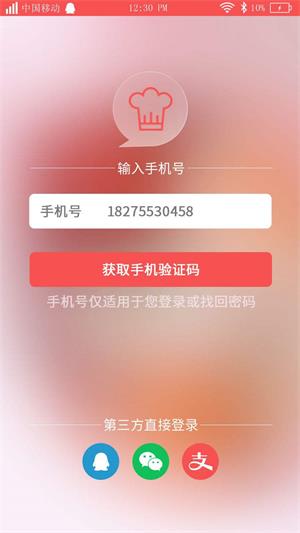 中国移动 12:30 PM 10%
输入手机号
手机号 18275530458
获取手机验证码
手机号仅适用于您登录或找回密码
第三方直接登录
支